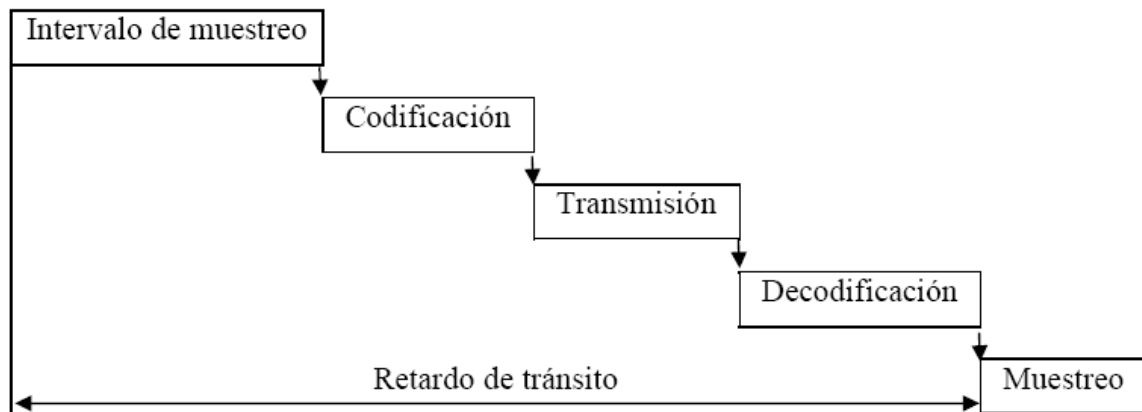 Intervalo de muestreo
Codificación
Transmisión
Decodificación
Retardo de tránsito
Muestreo